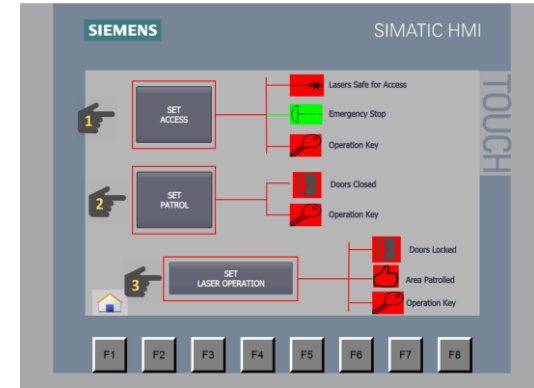 SIEMENS
SIMATIC HMI
TOUCH
1
SET
ACCESS
Lasers Safe for Access
Emergency Stop
Operation Key
2
SET
PATROL
Doors Closed
Operation Key
3
SET
LASER OPERATION
Doors Locked
Area Patrolled
Operation Key
F1 F2 F3 F4 F5 F6 F7 F8